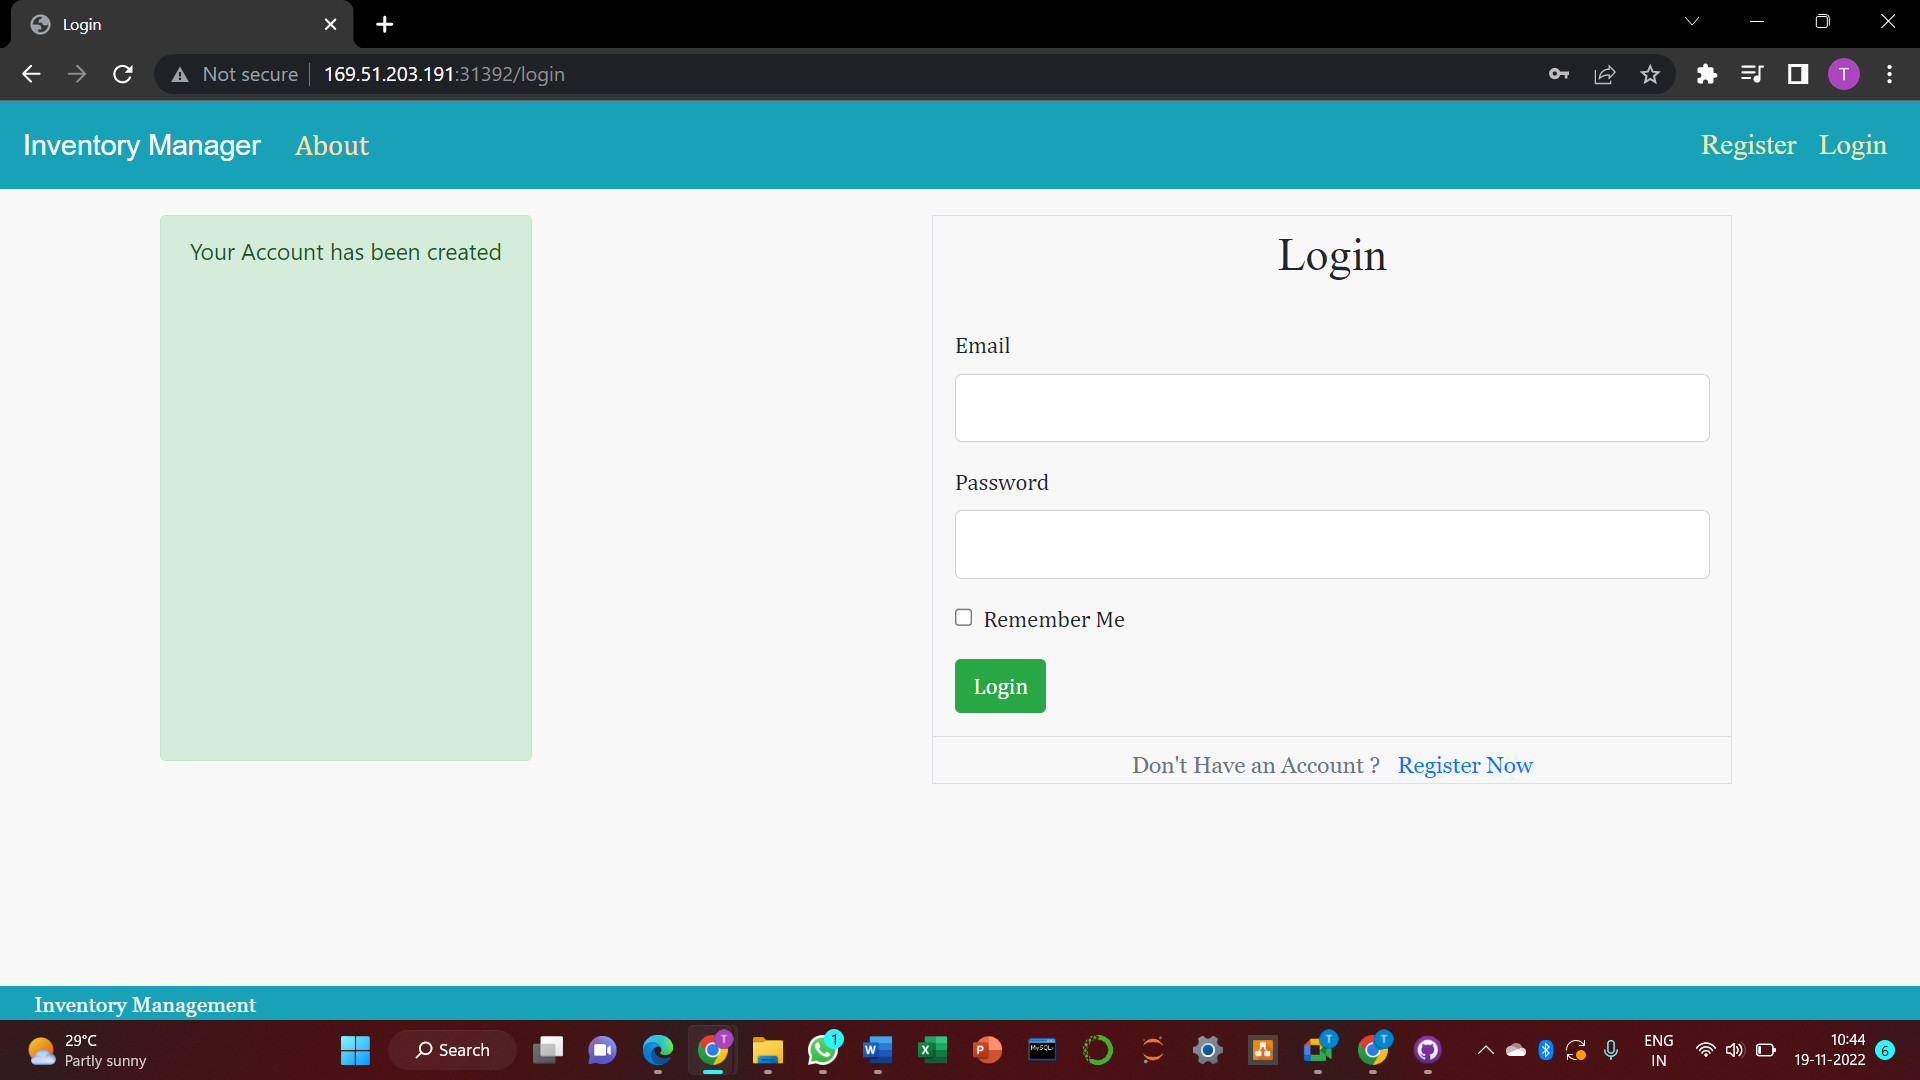 Login
Not secure
169.51.203.191:31392/login
T
Inventory Manager
About
Register
Login
Your Account has been created
Login
Email
Password
Remember Me
Login
Don't Have an Account ? Register Now
Inventory Management
29°C
Partly sunny
Search
T
1
W
X
P
MySQL
T
T
ENG
IN
10:44
19-11-2022
6